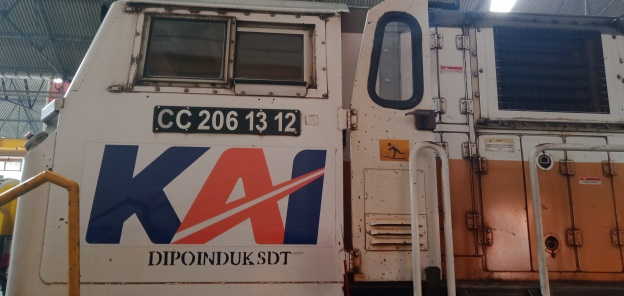 CC 206 13 12
KAI
DIPOINDUK SDT